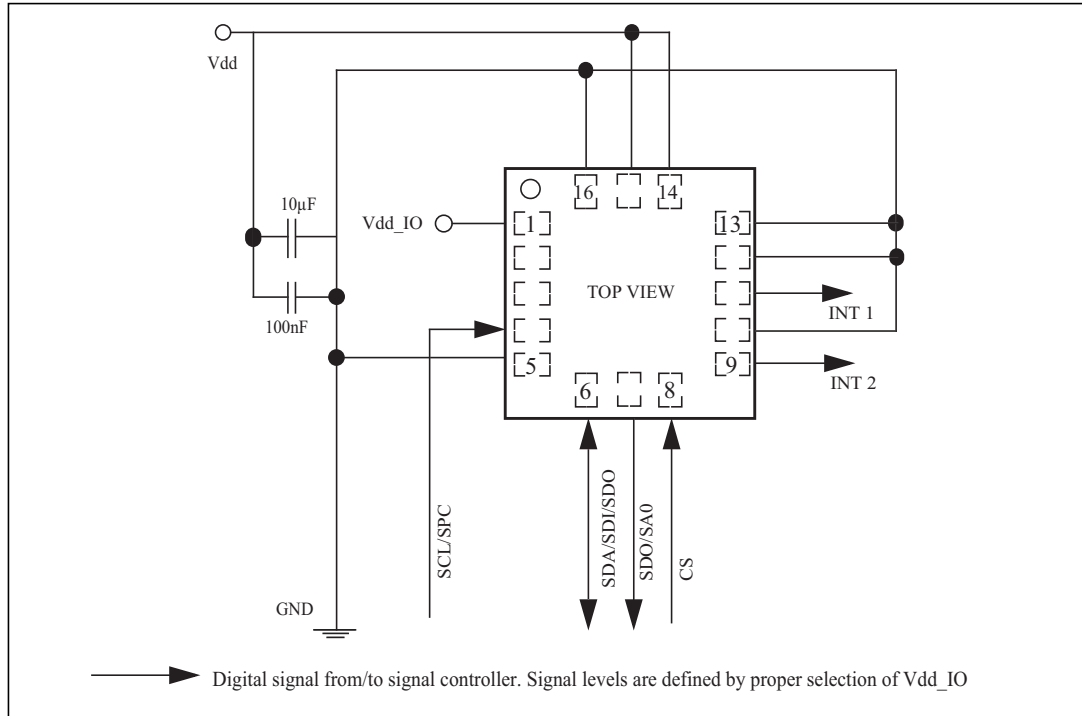 Vdd
16
14
10µF
Vdd_IO
1
13
TOP VIEW
INT 1
100nF
5
9
INT 2
6
8
SCL/SPC
SDA/SDI/SDO
SDO/SA0
CS
GND
Digital signal from/to signal controller. Signal levels are defined by proper selection of Vdd_IO